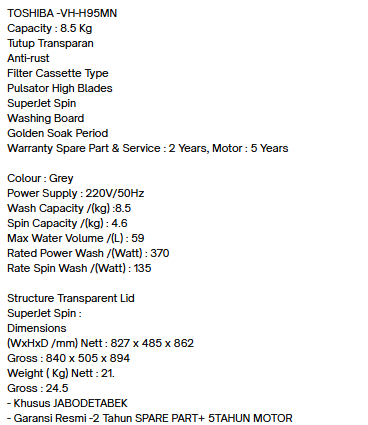 TOSHIBA -VH-H95MN
Capacity : 8.5 Kg
Tutup Transparan
Anti-rust
Filter Cassette Type
Pulsator High Blades
SuperJet Spin
Washing Board
Golden Soak Period
Warranty Spare Part & Service : 2 Years, Motor : 5 Years
Colour : Grey
Power Supply : 220V/50Hz
Wash Capacity /(kg) :8.5
Spin Capacity /(kg) : 4.6
Max Water Volume /(L) : 59
Rated Power Wash /(Watt) : 370
Rate Spin Wash /(Watt) : 135
Structure Transparent Lid
SuperJet Spin :
Dimensions
(WxHxD /mm) Nett : 827 x 485 x 862
Gross : 840 x 505 x 894
Weight ( Kg) Nett : 21.
Gross : 24.5
- Khusus JABODETABEK
- Garansi Resmi -2 Tahun SPARE PART+ 5TAHUN MOTOR